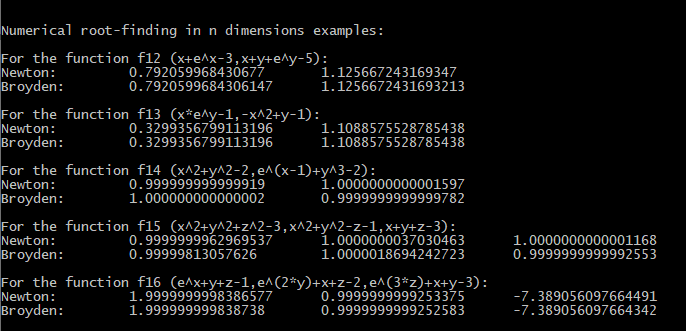 Numerical root-finding in n dimensions examples:
For the function f12 (x+e^x-3,x+y+e^y-5):
Newton: 0.792059968430677 1.125667243169347
Broyden: 0.7920599684306147 1.1256672431693213
For the function f13 (x*e^y-1,-x^2+y-1):
Newton: 0.3299356799113196 1.1088575528785438
Broyden: 0.3299356799113196 1.1088575528785438
For the function f14 (x^2+y^2-2,e^(x-1)+y^3-2):
Newton: 0.999999999999919 1.0000000000001597
Broyden: 1.000000000000002 0.9999999999999782
For the function f15 (x^2+y^2+z^2-3,x^2+y^2-z-1,x+y+z-3):
Newton: 0.9999999962969537 1.0000000037030463 1.0000000000001168
Broyden: 0.99999813057626 1.0000018694242723 0.9999999999992553
For the function f16 (e^x+y+z-1,e^(2*y)+x+z-2,e^(3*z)+x+y-3):
Newton: 1.9999999998386577 0.9999999999253375 -7.389056097664491
Broyden: 1.999999999838738 0.9999999999252583 -7.389056097664342